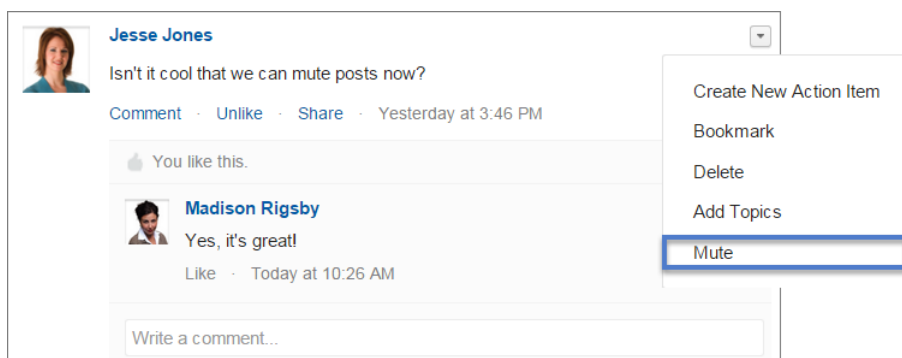 Jesse Jones
Isn't it cool that we can mute posts now?
Comment · Unlike · Share · Yesterday at 3:46 PM
You like this.
Madison Rigsby
Yes, it's great!
Like · Today at 10:26 AM
Write a comment...
Create New Action Item
Bookmark
Delete
Add Topics
Mute